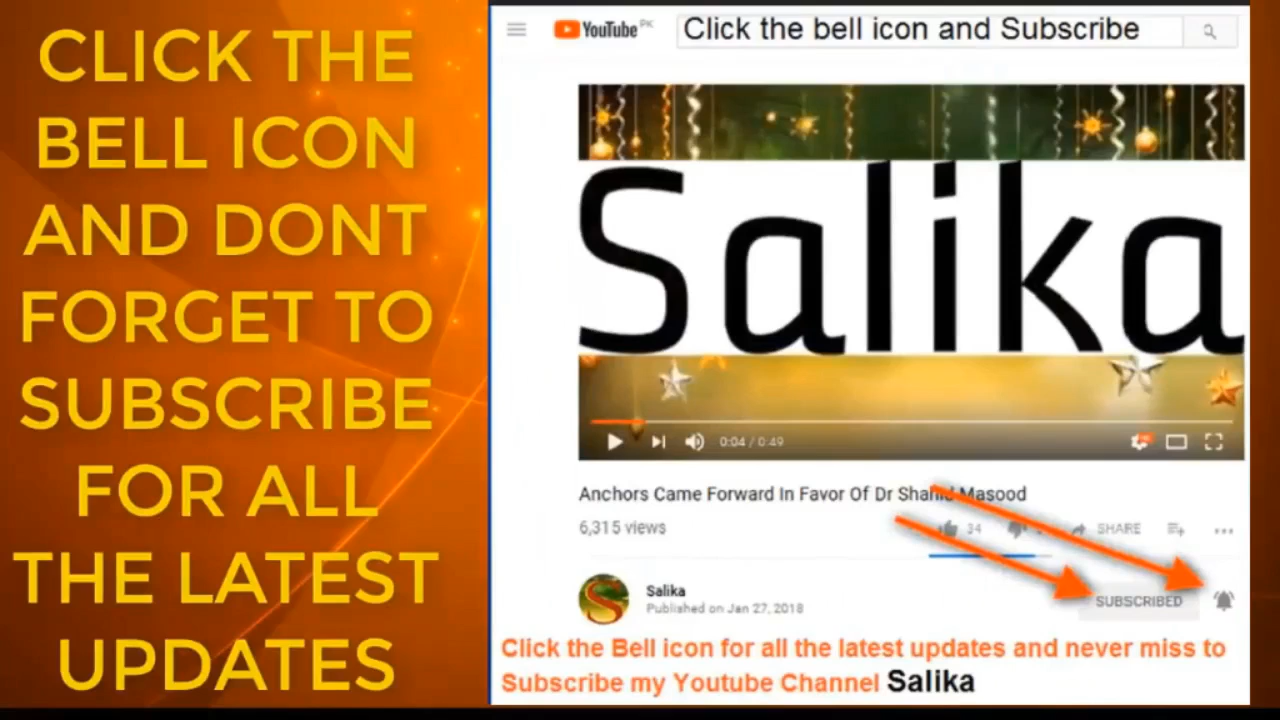 CLICK THE
BELL ICON
AND DONT
FORGET TO
SUBSCRIBE
FOR ALL
THE LATEST
UPDATES
YouTube PK
Click the bell icon and Subscribe
Salika
0:04 / 0:49
Anchors Came Forward In Favor Of Dr Shahid Masood
6,315 views
34
SHARE
Salika
Published on Jan 27, 2018
SUBSCRIBED
Click the Bell icon for all the latest updates and never miss to
Subscribe my Youtube Channel Salika